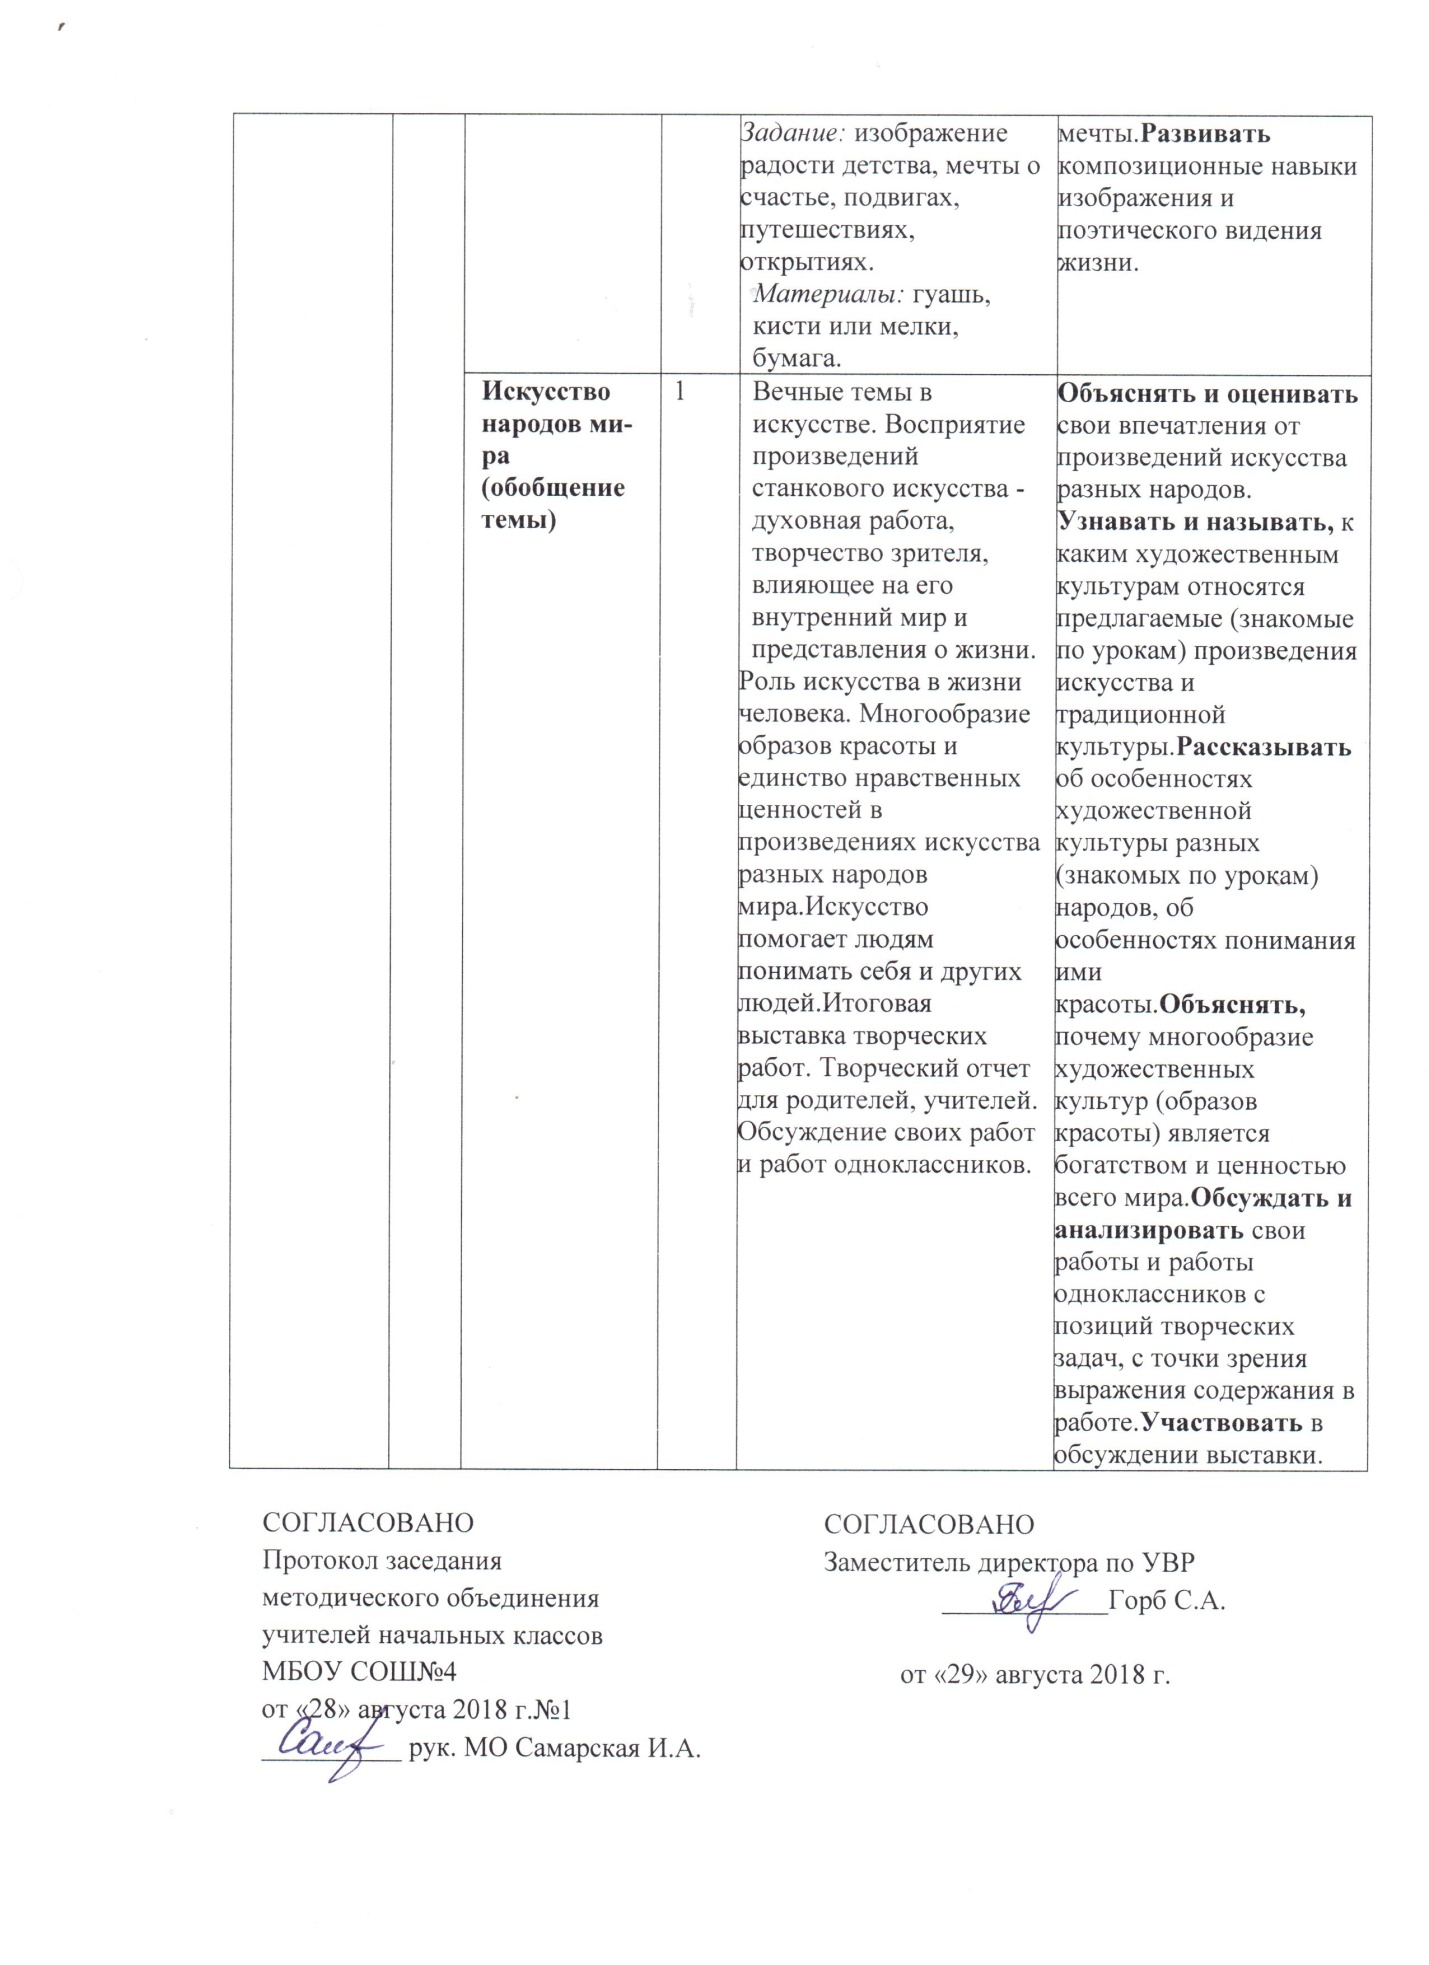 Задание: изображение
радости детства, мечты о
счастье, подвигах,
путешествиях,
открытиях.
Материалы: гуашь,
кисти или мелки,
бумага.
мечты.Развивать
композиционные навыки
изображения и
поэтического видения
жизни.
Искусство
народов ми-
ра
(обобщение
темы)
1
Вечные темы в
искусстве. Восприятие
произведений
станкового искусства -
духовная работа,
творчество зрителя,
влияющее на его
внутренний мир и
представления о жизни.
Роль искусства в жизни
человека. Многообразие
образов красоты и
единство нравственных
ценностей в
произведениях искусства
разных народов
мира.Искусство
помогает людям
понимать себя и других
людей.Итоговая
выставка творческих
работ. Творческий отчет
для родителей, учителей.
Обсуждение своих работ
и работ одноклассников.
Объяснять и оценивать
свои впечатления от
произведений искусства
разных народов.
Узнавать и называть, к
каким художественным
культурам относятся
предлагаемые (знакомые
по урокам) произведения
искусства и
традиционной
культуры.Рассказывать
об особенностях
художественной
культуры разных
(знакомых по урокам)
народов, об
особенностях понимания
ими
красоты.Объяснять,
почему многообразие
художественных
культур (образов
красоты) является
богатством и ценностью
всего мира.Обсуждать и
анализировать свои
работы и работы
одноклассников с
позиций творческих
задач, с точки зрения
выражения содержания в
работе.Участвовать в
обсуждении выставки.
СОГЛАСОВАНО
Протокол заседания
методического объединения
учителей начальных классов
МБОУ СОШ№4
от «28» августа 2018 г.№1
рук. МО Самарская И.А.
СОГЛАСОВАНО
Заместитель директора по УВР
Горб С.А.
от «29» августа 2018 г.